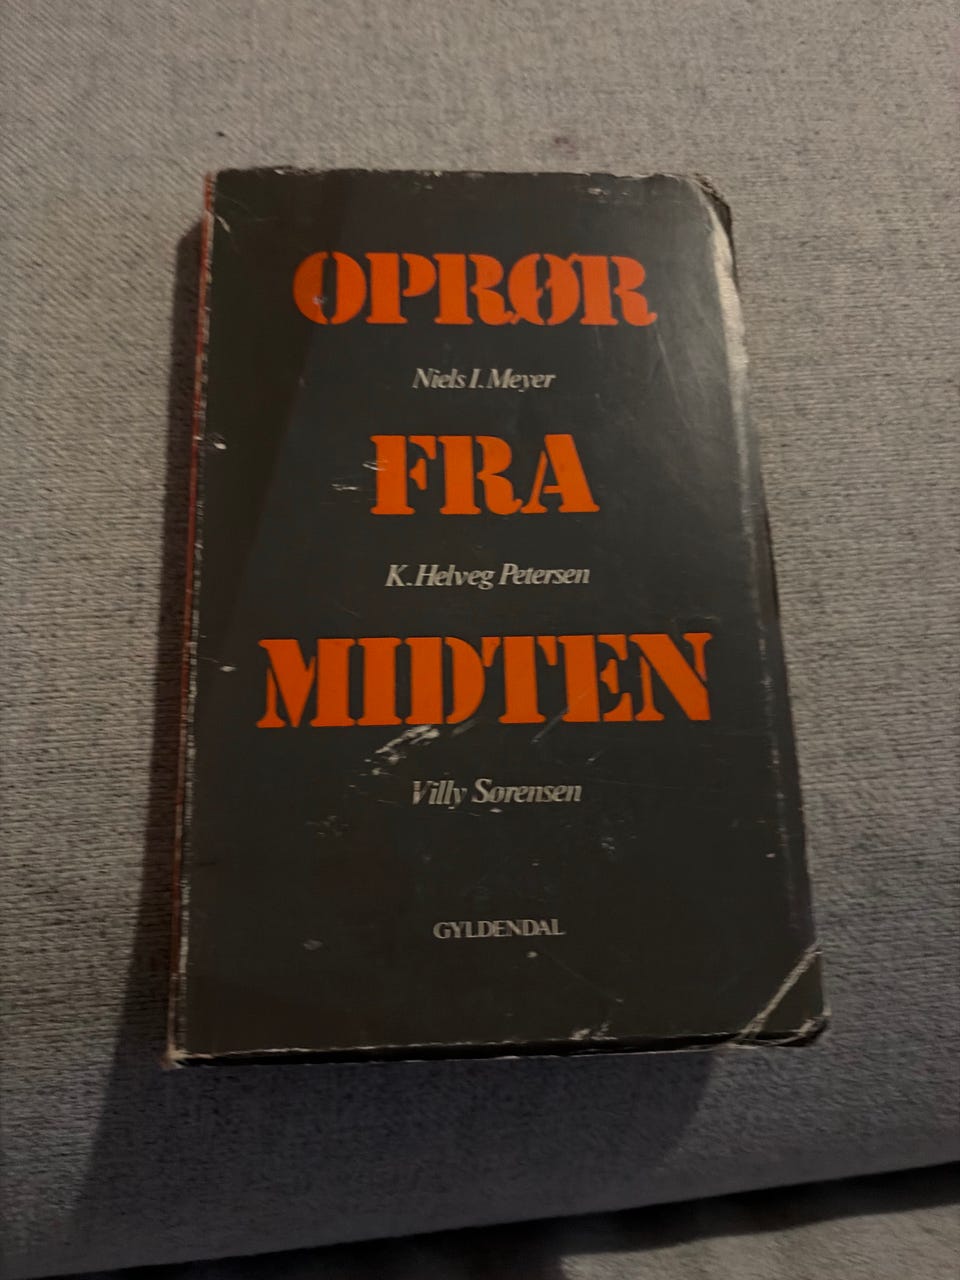 OPRØR
Niels I. Meyer
FRA
K. Helveg Petersen
MIDTEN
Villy Sørensen
GYLDENDAL